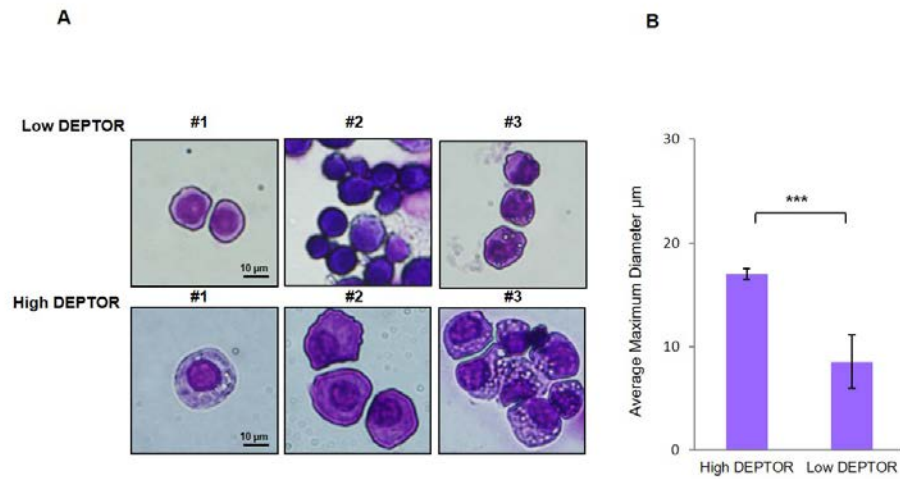 A
Low DEPTOR
#1
#2
#3
10 µm
High DEPTOR
#1
#2
#3
10 µm
B
Average Maximum Diameter µm
30
20
10
0
***
High DEPTOR
Low DEPTOR